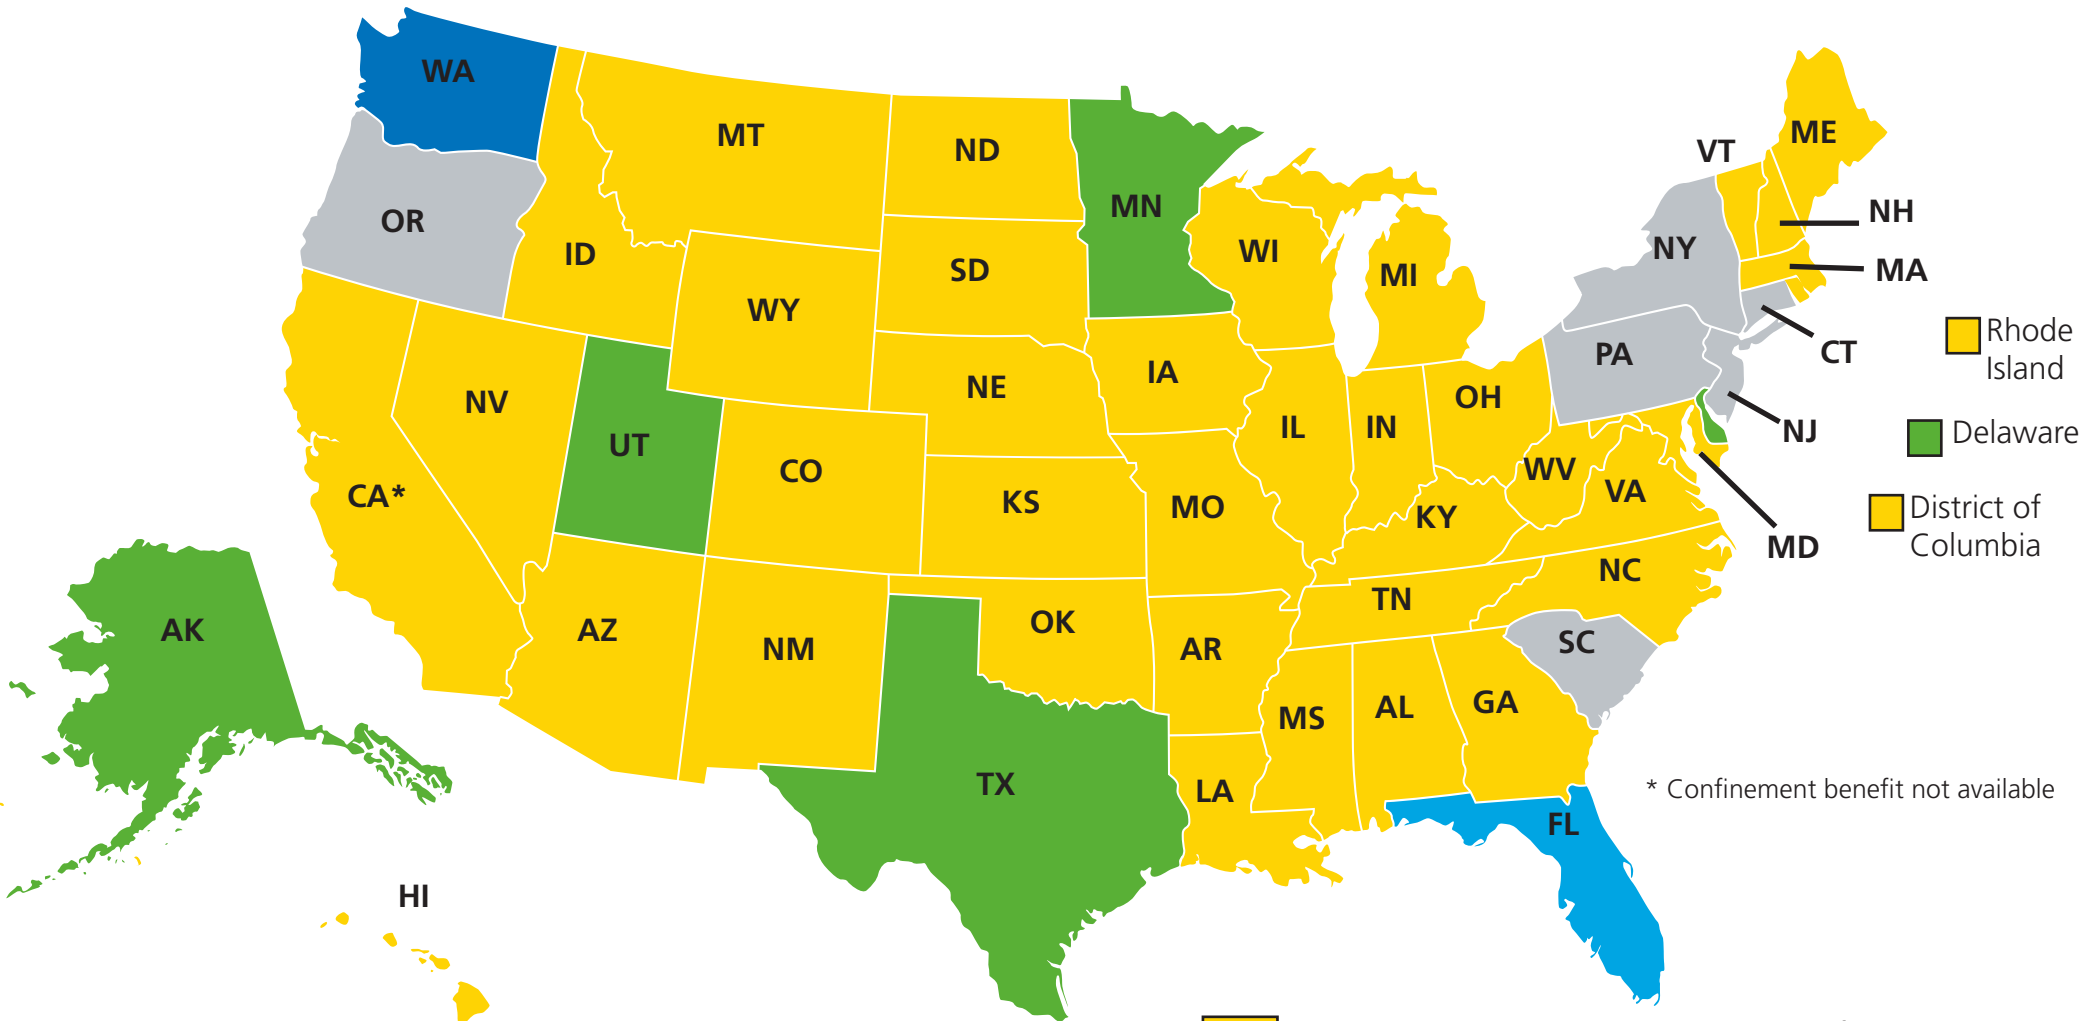 WA
MT
ND
MN
OR
ID
WY
SD
WI
MI
VT
ME
NH
NY
MA
CT
Rhode
Island
PA
NJ
Delaware
NV
UT
CO
NE
IA
IL
IN
OH
WV
VA
MD
District of
Columbia
CA*
KS
MO
KY
NC
TN
SC
AK
AZ
NM
OK
AR
MS
AL
GA
TX
LA
FL
* Confinement benefit not available
HI